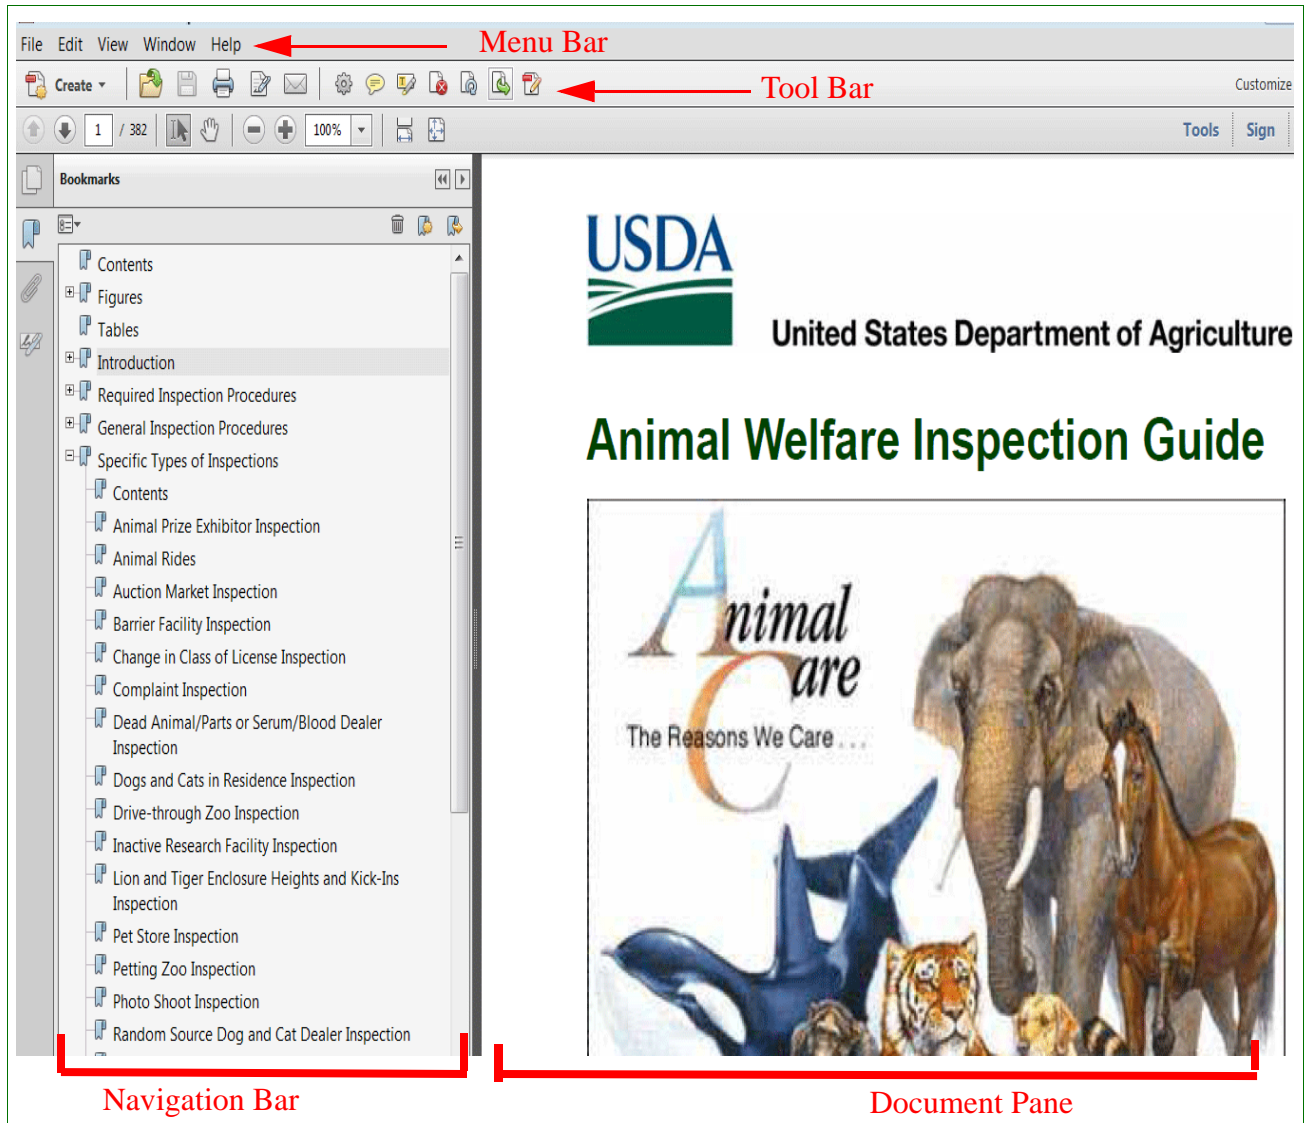 File Edit View Window Help
Menu Bar
Create
Tool Bar
Customize
1 / 382
100%
Tools Sign
Bookmarks
Contents
Figures
Tables
Introduction
Required Inspection Procedures
General Inspection Procedures
Specific Types of Inspections
Contents
Animal Prize Exhibitor Inspection
Animal Rides
Auction Market Inspection
Barrier Facility Inspection
Change in Class of License Inspection
Complaint Inspection
Dead Animal/Parts or Serum/Blood Dealer
Inspection
Dogs and Cats in Residence Inspection
Drive-through Zoo Inspection
Inactive Research Facility Inspection
Lion and Tiger Enclosure Heights and Kick-Ins
Inspection
Pet Store Inspection
Petting Zoo Inspection
Photo Shoot Inspection
Random Source Dog and Cat Dealer Inspection
Navigation Bar
USDA
United States Department of Agriculture
Animal Welfare Inspection Guide
Animal
Care
The Reasons We Care . . .
Document Pane